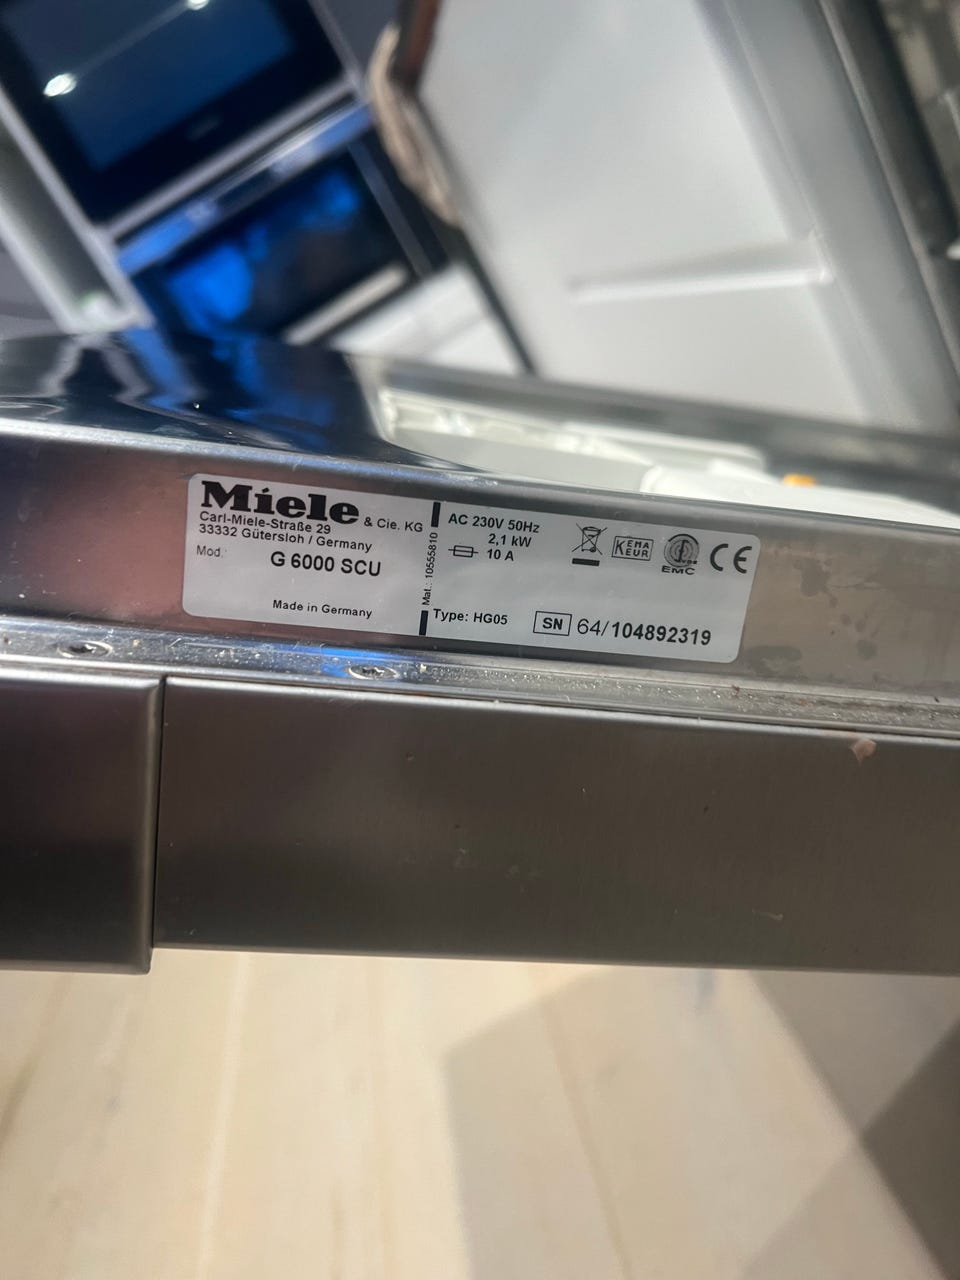 Miele & Cie. KG
Carl-Miele-Straße 29
33332 Gütersloh / Germany
Mod.: G 6000 SCU
Made in Germany
Mat.: 10555810
AC 230V 50Hz
2,1 kW
10 A
KEMA
KEUR
EMC
CE
Type: HG05
SN 64/104892319